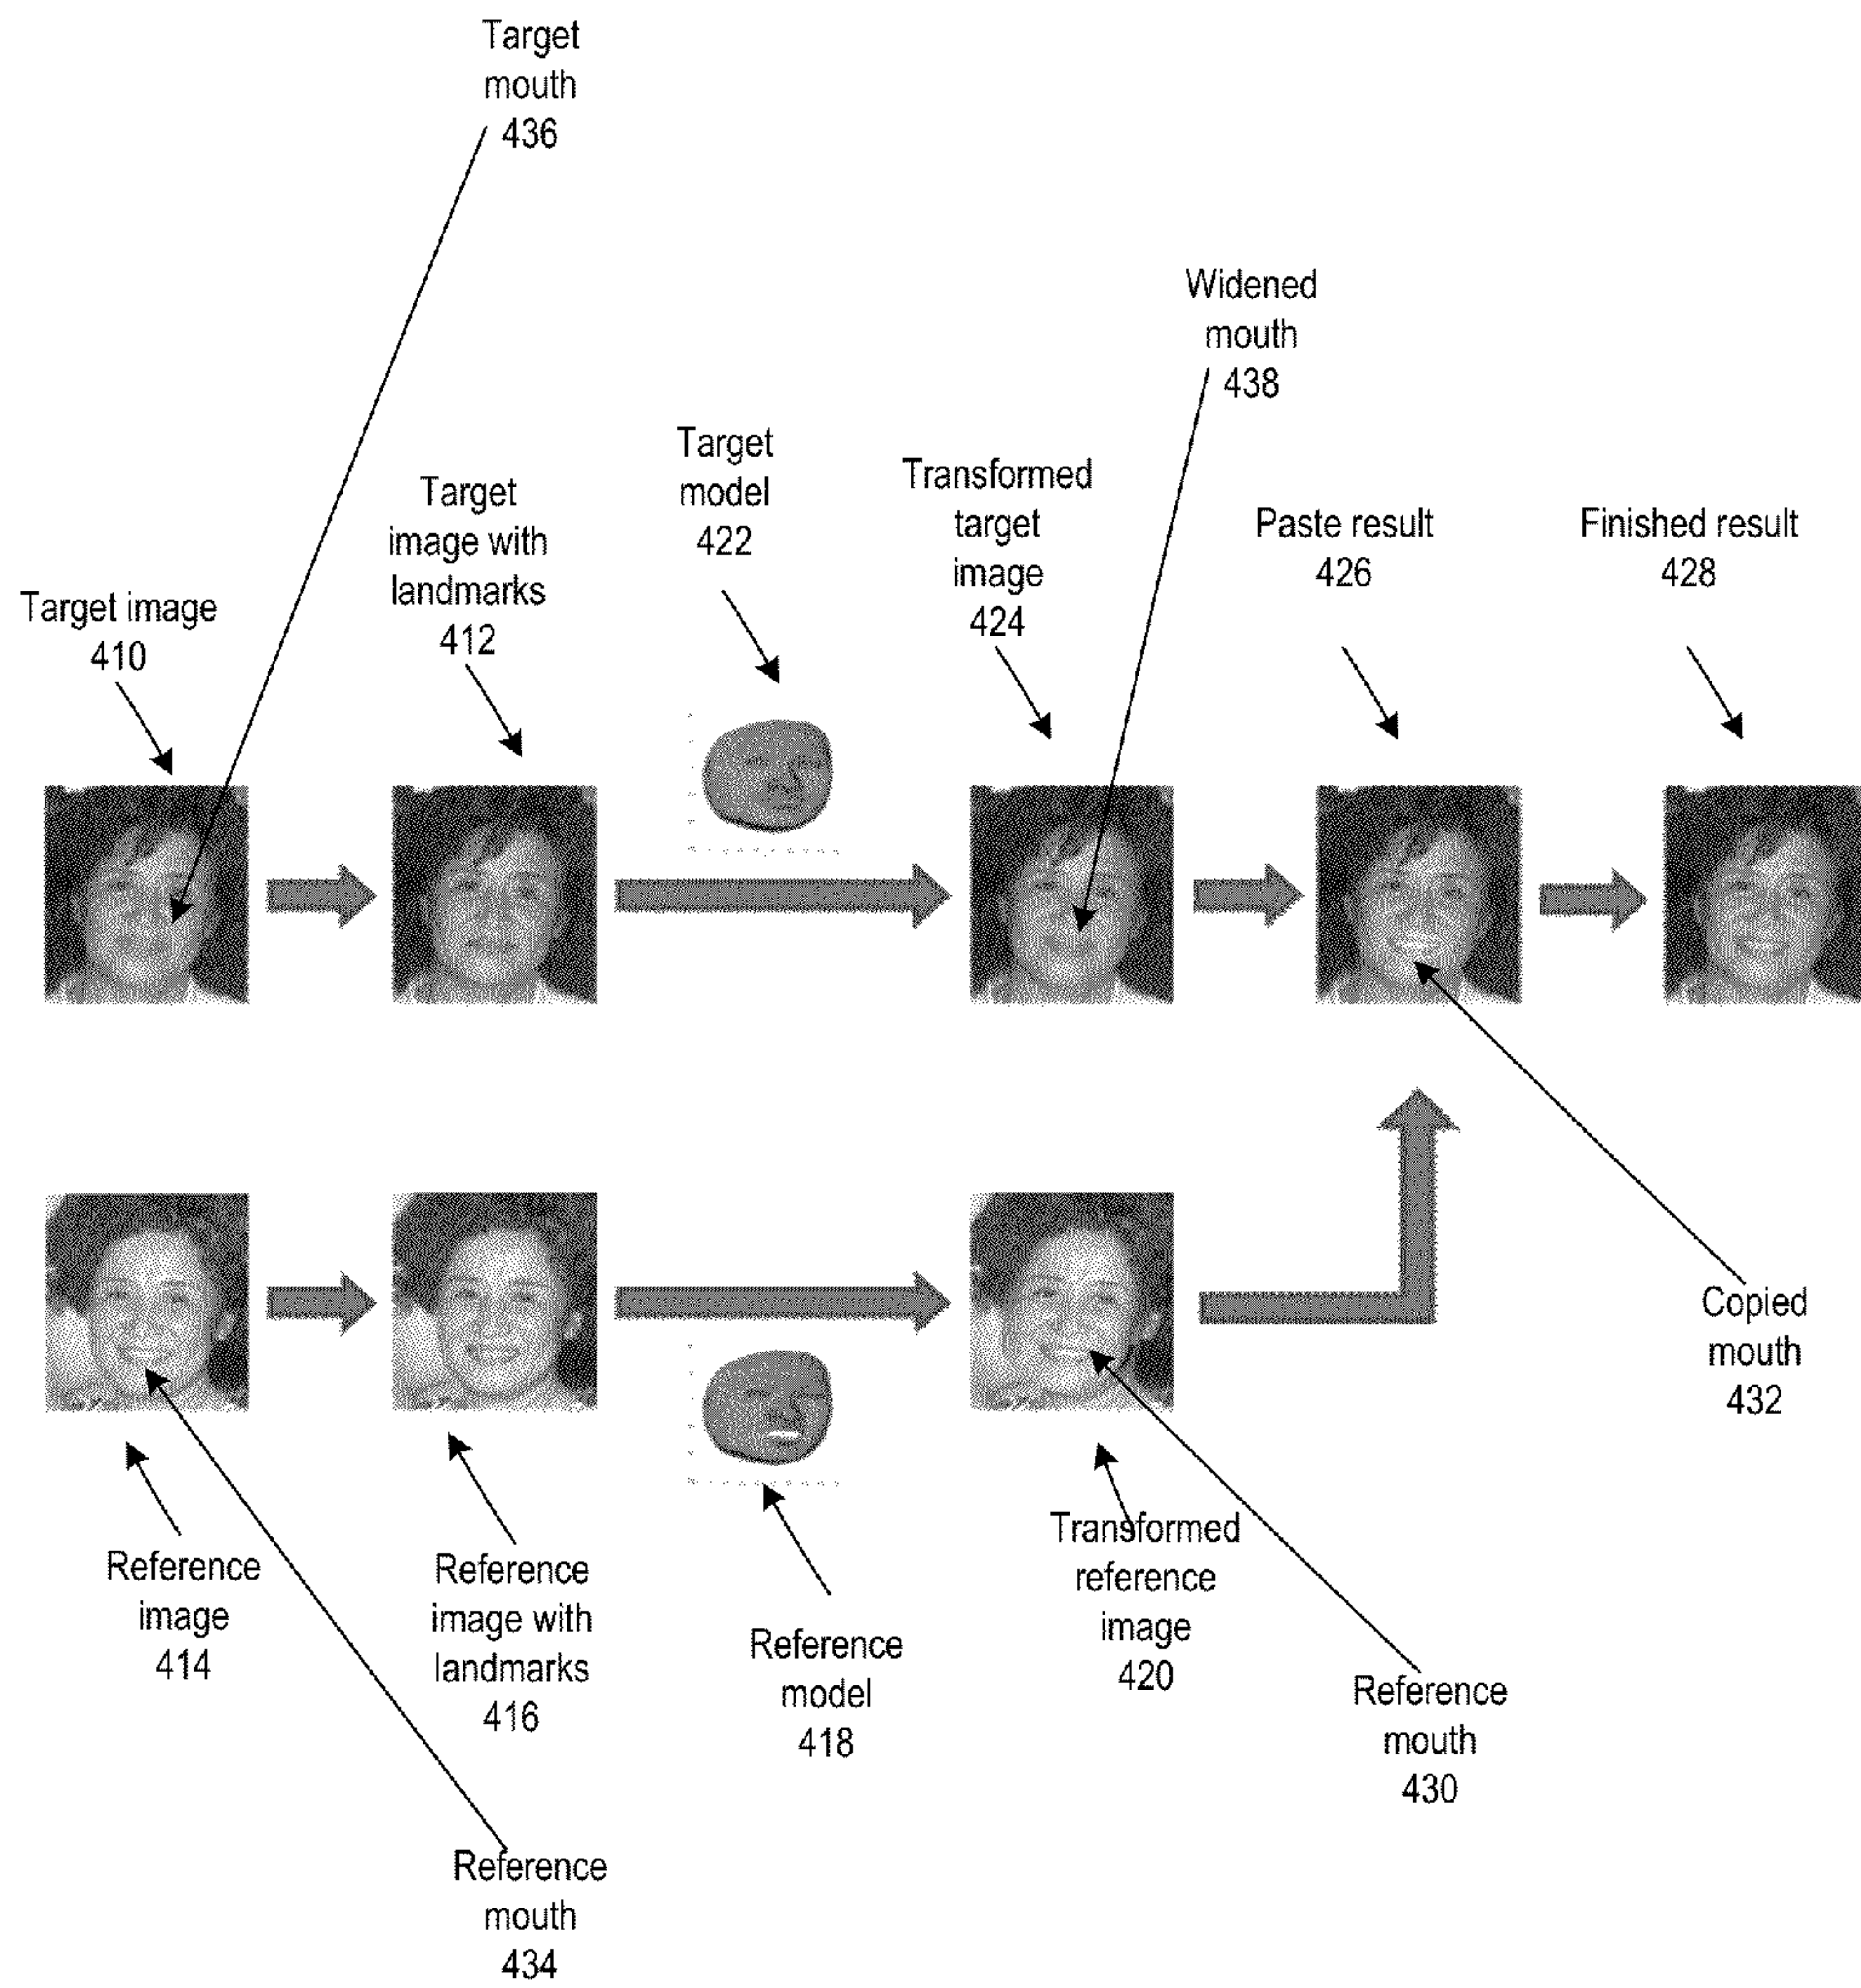 Target
mouth
436
Widened
mouth
438
Target
model
422
Transformed
target
image
424
Target
image with
landmarks
412
Paste result
426
Finished result
428
Target image
410
Copied
mouth
432
Transformed
reference
image
420
Reference
image
414
Reference
image with
landmarks
416
Reference
model
418
Reference
mouth
430
Reference
mouth
434